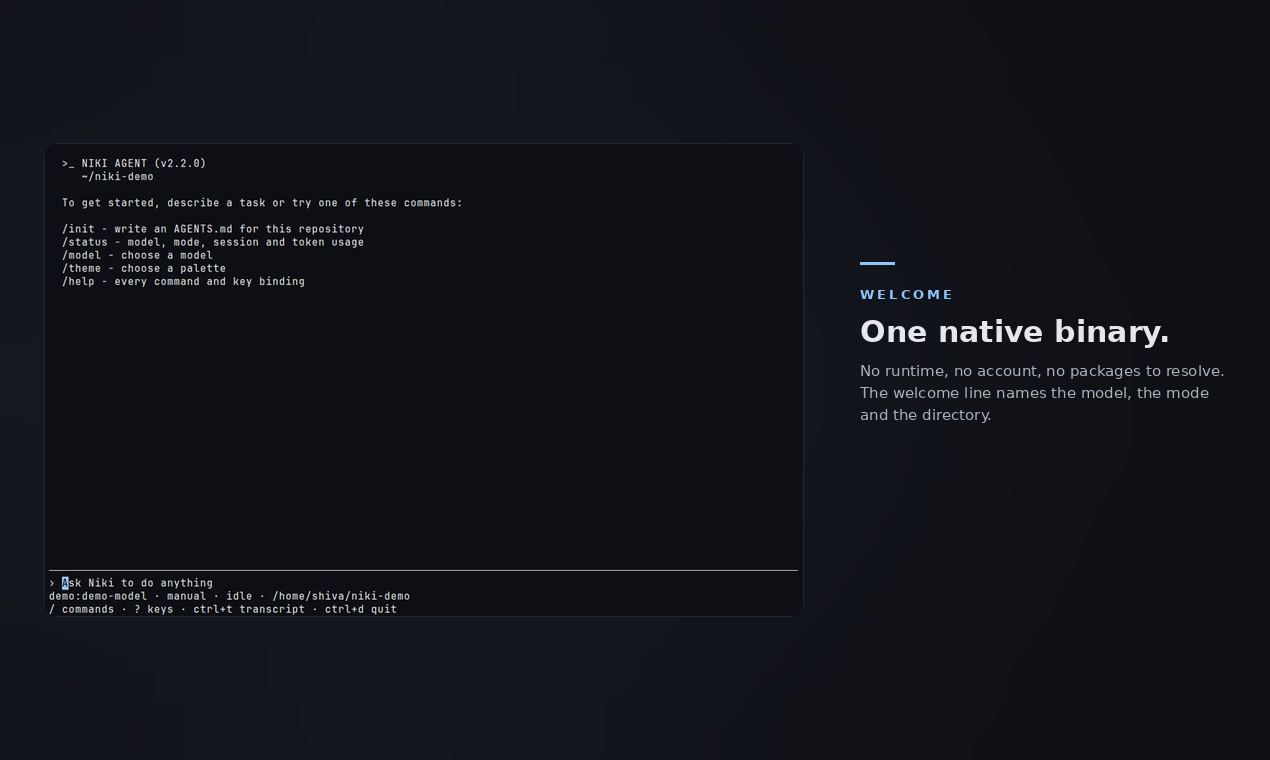 >_ NIKI AGENT (v2.2.0)
~/niki-demo
To get started, describe a task or try one of these commands:
/init - write an AGENTS.md for this repository
/status - model, mode, session and token usage
/model - choose a model
/theme - choose a palette
/help - every command and key binding
› Ask Niki to do anything
demo:demo-model · manual · idle · /home/shiva/niki-demo
/ commands · ? keys · ctrl+t transcript · ctrl+d quit
WELCOME
One native binary.
No runtime, no account, no packages to resolve.
The welcome line names the model, the mode
and the directory.